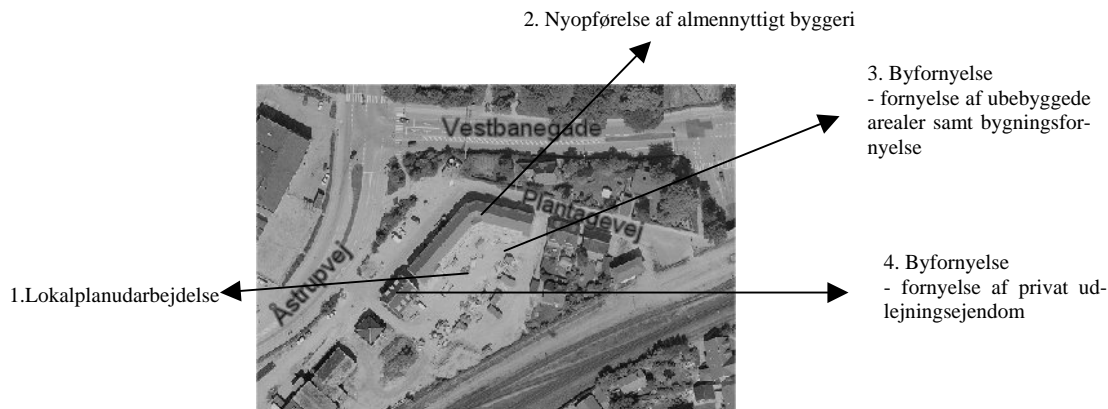 2. Nyopførelse af almennyttigt byggeri
3. Byfornyelse
- fornyelse af ubebyggede
arealer samt bygningsfor-
nyelse
Vestbanegade
Plantadevej
Åstrupvej
1.Lokalplanudarbejdelse
4. Byfornyelse
- fornyelse af privat ud-
lejningsejendom